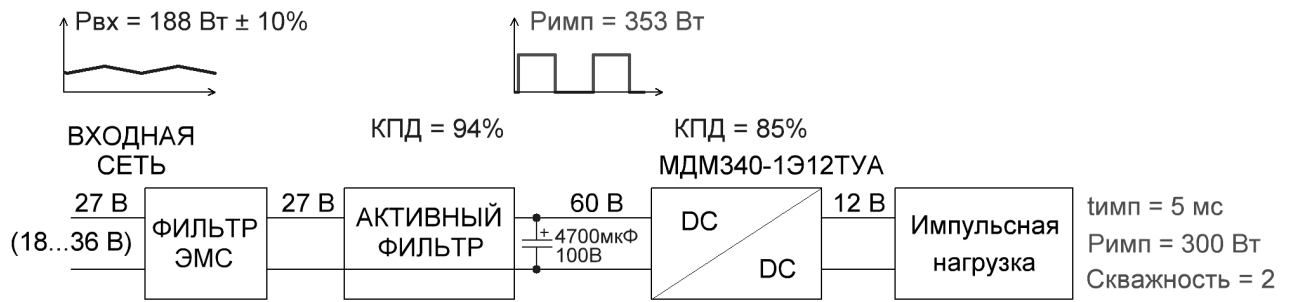 Pвх = 188 Вт ± 10%
Pимп = 353 Вт
КПД = 94%
КПД = 85%
ВХОДНАЯ
СЕТЬ
МДМ340-1Э12ТУА
27 В
(18...36 В)
ФИЛЬТР
ЭМС
27 В
АКТИВНЫЙ
ФИЛЬТР
60 В
+
4700мкФ
100В
DC
DC
12 В
Импульсная
нагрузка
tимп = 5 мс
Pимп = 300 Вт
Скважность = 2